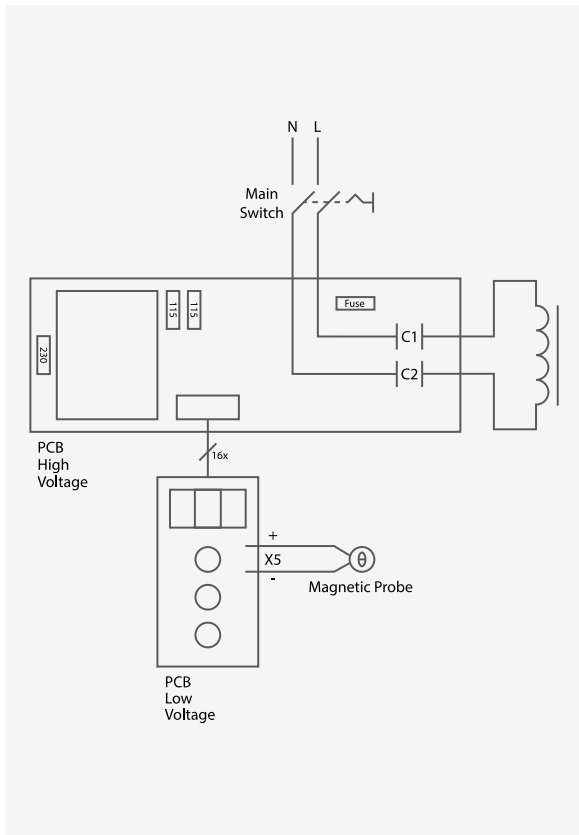 N L
Main
Switch
230
115
115
Fuse
C1
C2
PCB
High
Voltage
16x
+
X5
-
θ
Magnetic Probe
PCB
Low
Voltage